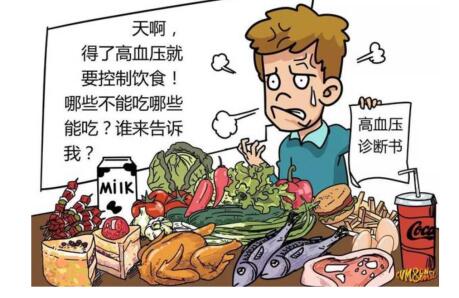 天啊，
得了高血压就
要控制饮食！
哪些不能吃哪些
能吃？谁来告诉
我？
高血压
诊断书
MiLK
Coca